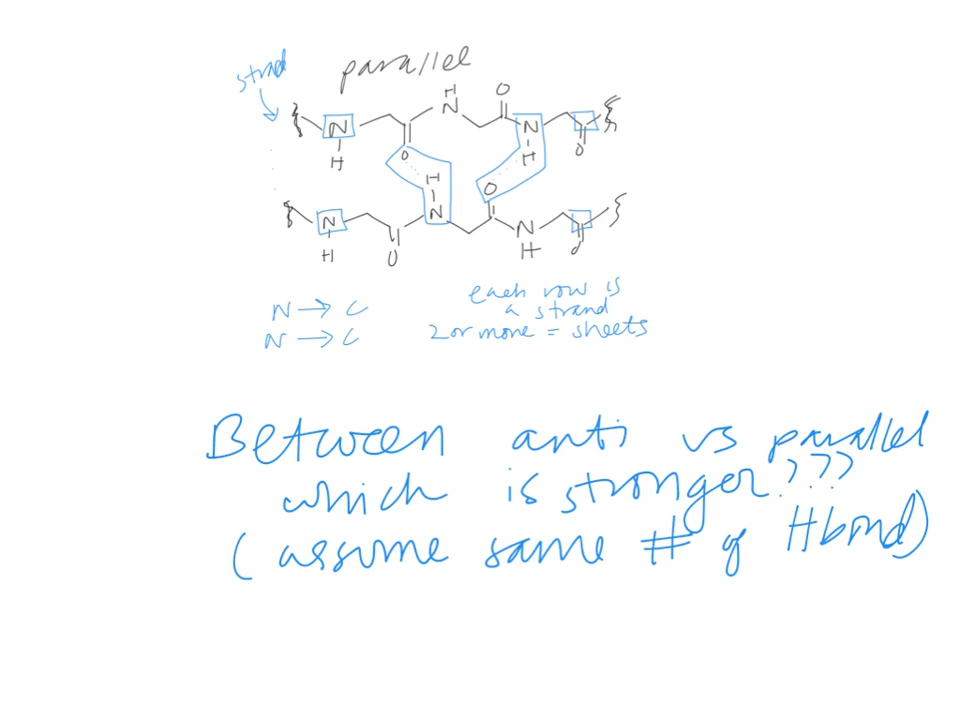 strand
parallel
H
N
O
N
H
O
N
H
O
H
O
N
H
O
N
N
H
O
N → C
N → C
each row is
a strand
2 or more = sheets
Between anti vs parallel
which is stronger???
(assume same # of Hbond)